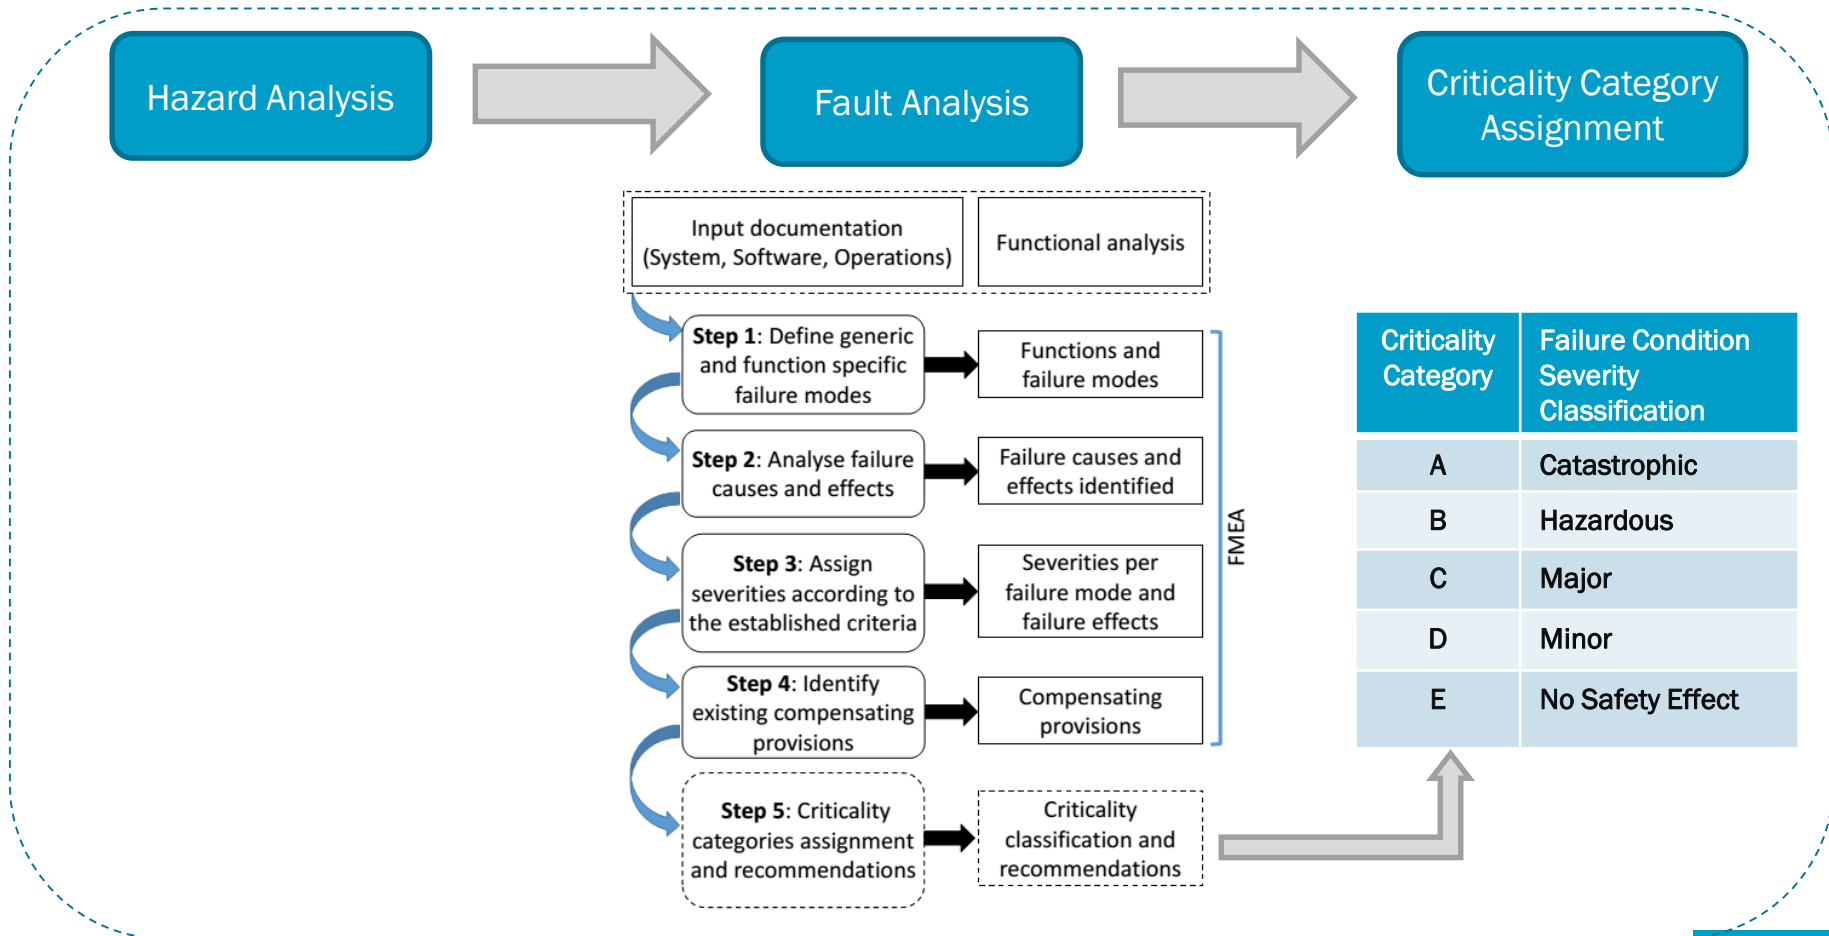 Hazard Analysis
Fault Analysis
Criticality Category
Assignment
Input documentation
(System, Software, Operations)
Functional analysis
Step 1: Define generic
and function specific
failure modes
Functions and
failure modes
Step 2: Analyse failure
causes and effects
Failure causes and
effects identified
Step 3: Assign
severities according to
the established criteria
Severities per
failure mode and
failure effects
Step 4: Identify
existing compensating
provisions
Compensating
provisions
Step 5: Criticality
categories assignment
and recommendations
Criticality
classification and
recommendations
FMEA
Criticality
Category
Failure Condition
Severity
Classification
A Catastrophic
B Hazardous
C Major
D Minor
E No Safety Effect